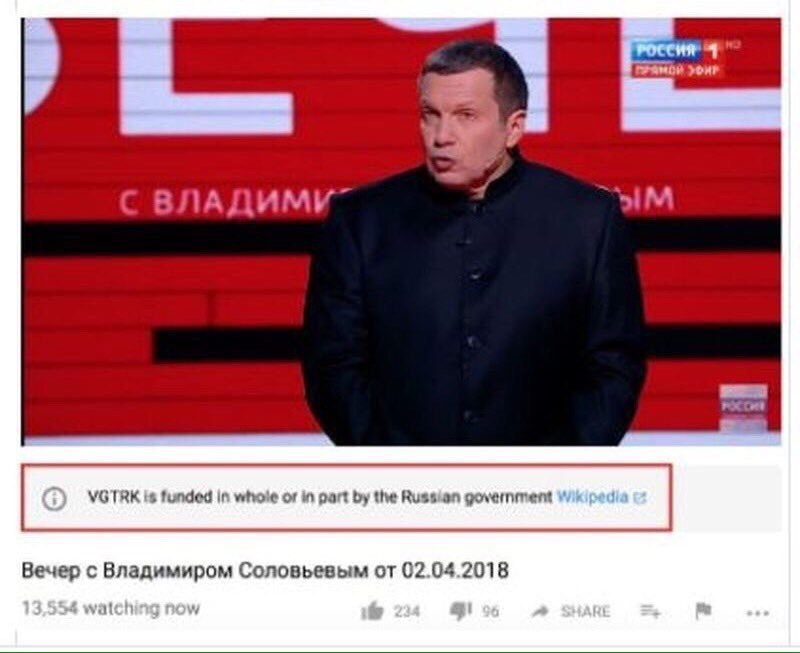 ВЕЧЕ
РОССИЯ 1 HD
ПРЯМОЙ ЭФИР
С ВЛАДИМИ ЫМ
РОССИЯ
VGTRK is funded in whole or in part by the Russian government Wikipedia
Вечер с Владимиром Соловьевым от 02.04.2018
13,554 watching now 234 96 SHARE